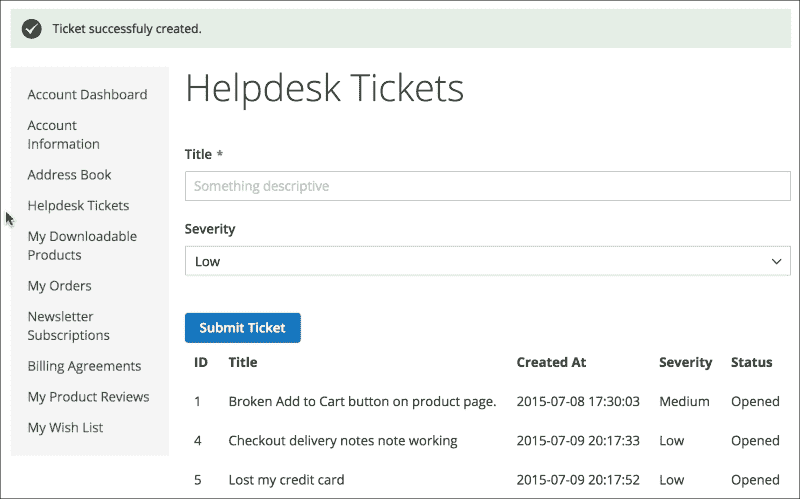 Ticket successfuly created.
Account Dashboard
Account
Information
Address Book
Helpdesk Tickets
My Downloadable
Products
My Orders
Newsletter
Subscriptions
Billing Agreements
My Product Reviews
My Wish List
Helpdesk Tickets
Title *
Something descriptive
Severity
Low
Submit Ticket
ID Title Created At Severity Status
1 Broken Add to Cart button on product page. 2015-07-08 17:30:03 Medium Opened
4 Checkout delivery notes note working 2015-07-09 20:17:33 Low Opened
5 Lost my credit card 2015-07-09 20:17:52 Low Opened